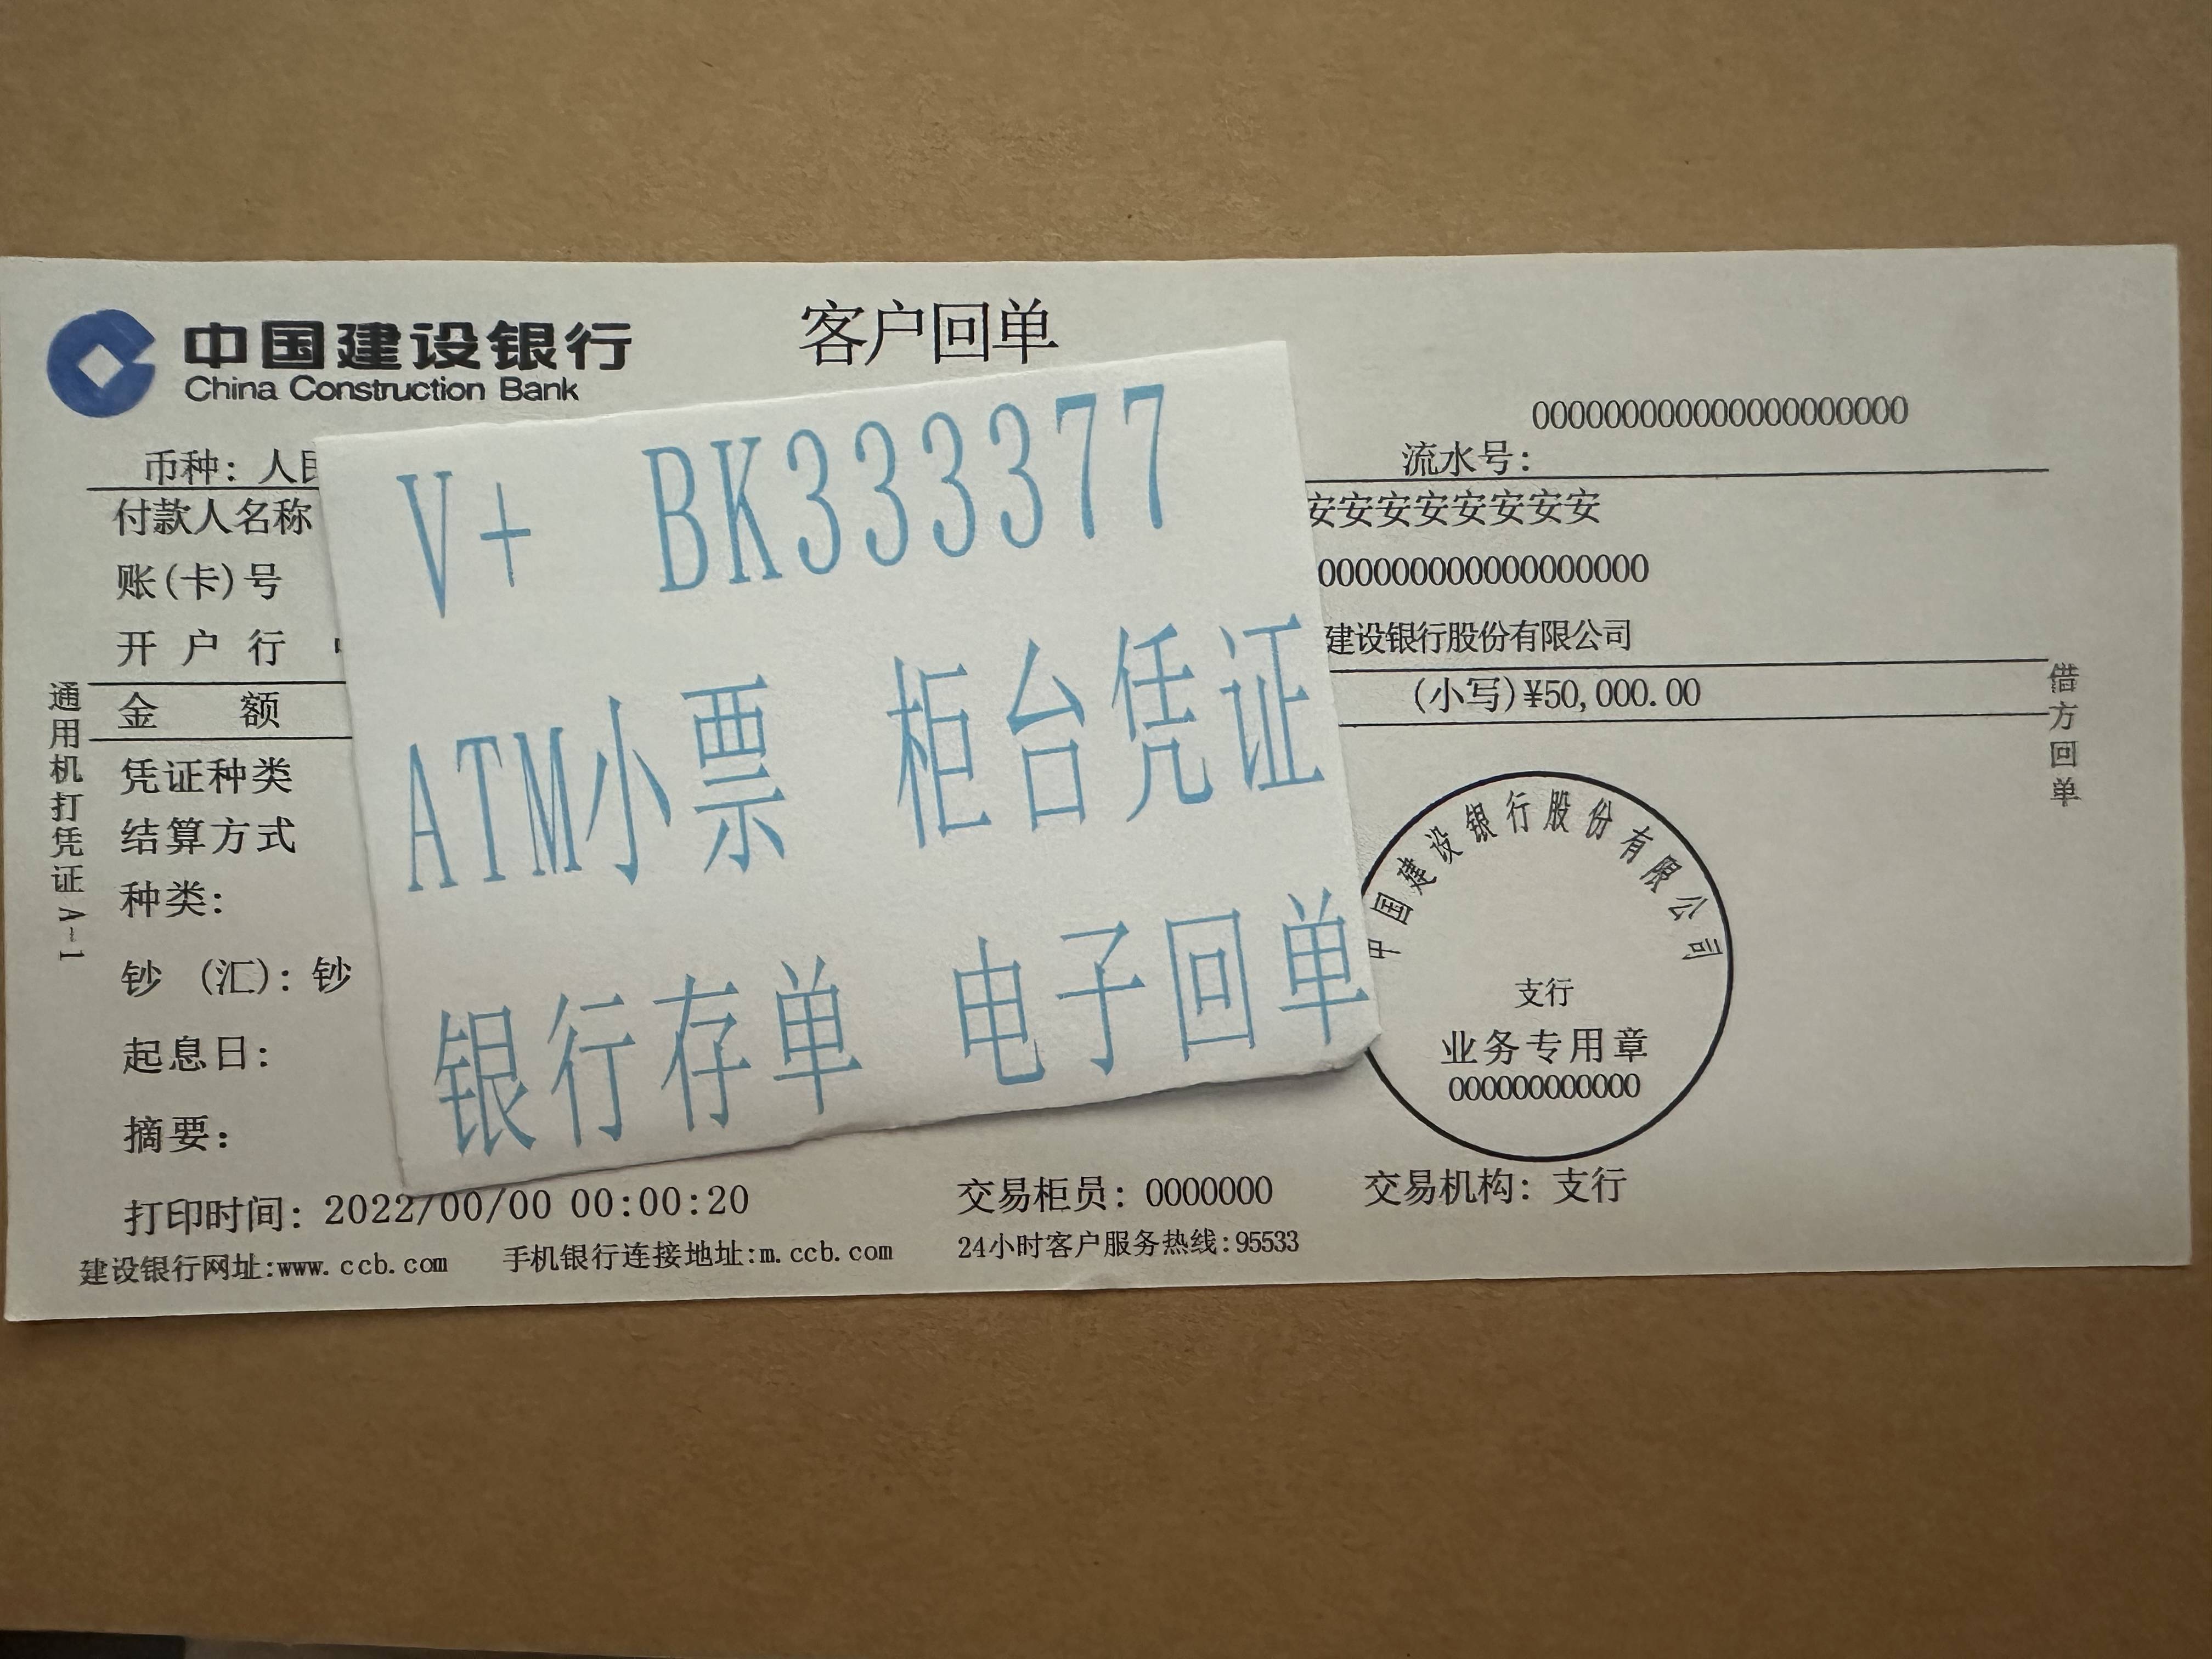 中国建设银行
China Construction Bank
客户回单
000000000000000000000000
币种：人民
流水号：
付款人名称
安安安安安安安安
账(卡)号
000000000000000000
开 户 行
建设银行股份有限公司
金 额
(小写)¥50,000.00
凭证种类
结算方式
种类：
钞 (汇)：钞
起息日：
摘要：
V+ BK333377
ATM小票 柜台凭证
银行存单 电子回单
中国建设银行股份有限公司
支行
业务专用章
000000000000
打印时间：2022/00/00 00:00:20
交易柜员：0000000
交易机构：支行
建设银行网址:www.ccb.com
手机银行连接地址:m.ccb.com
24小时客户服务热线:95533
通用机打凭证A-1
借方回单